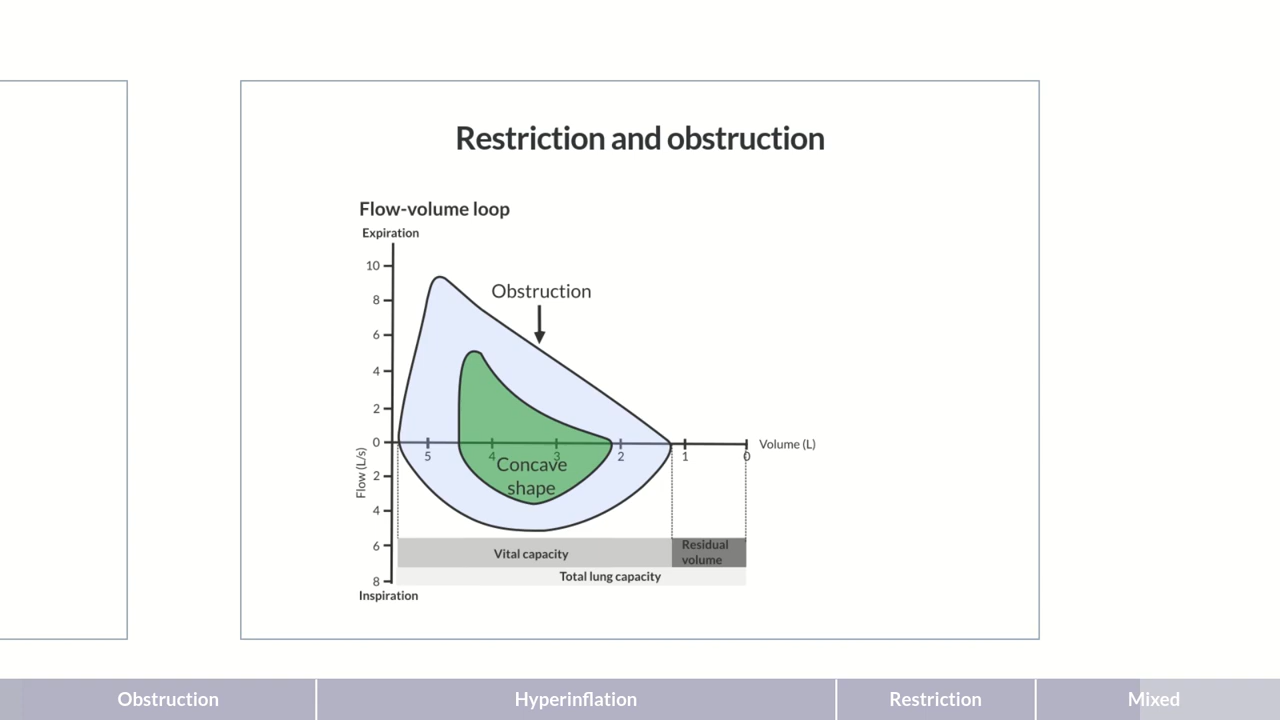 Restriction and obstruction
Flow-volume loop
Expiration
10
8
6
4
2
0
2
4
6
8
Flow (L/s)
Inspiration
Obstruction
5
4
3
2
1
0
Volume (L)
Concave
shape
Vital capacity
Residual
volume
Total lung capacity
Obstruction
Hyperinflation
Restriction
Mixed